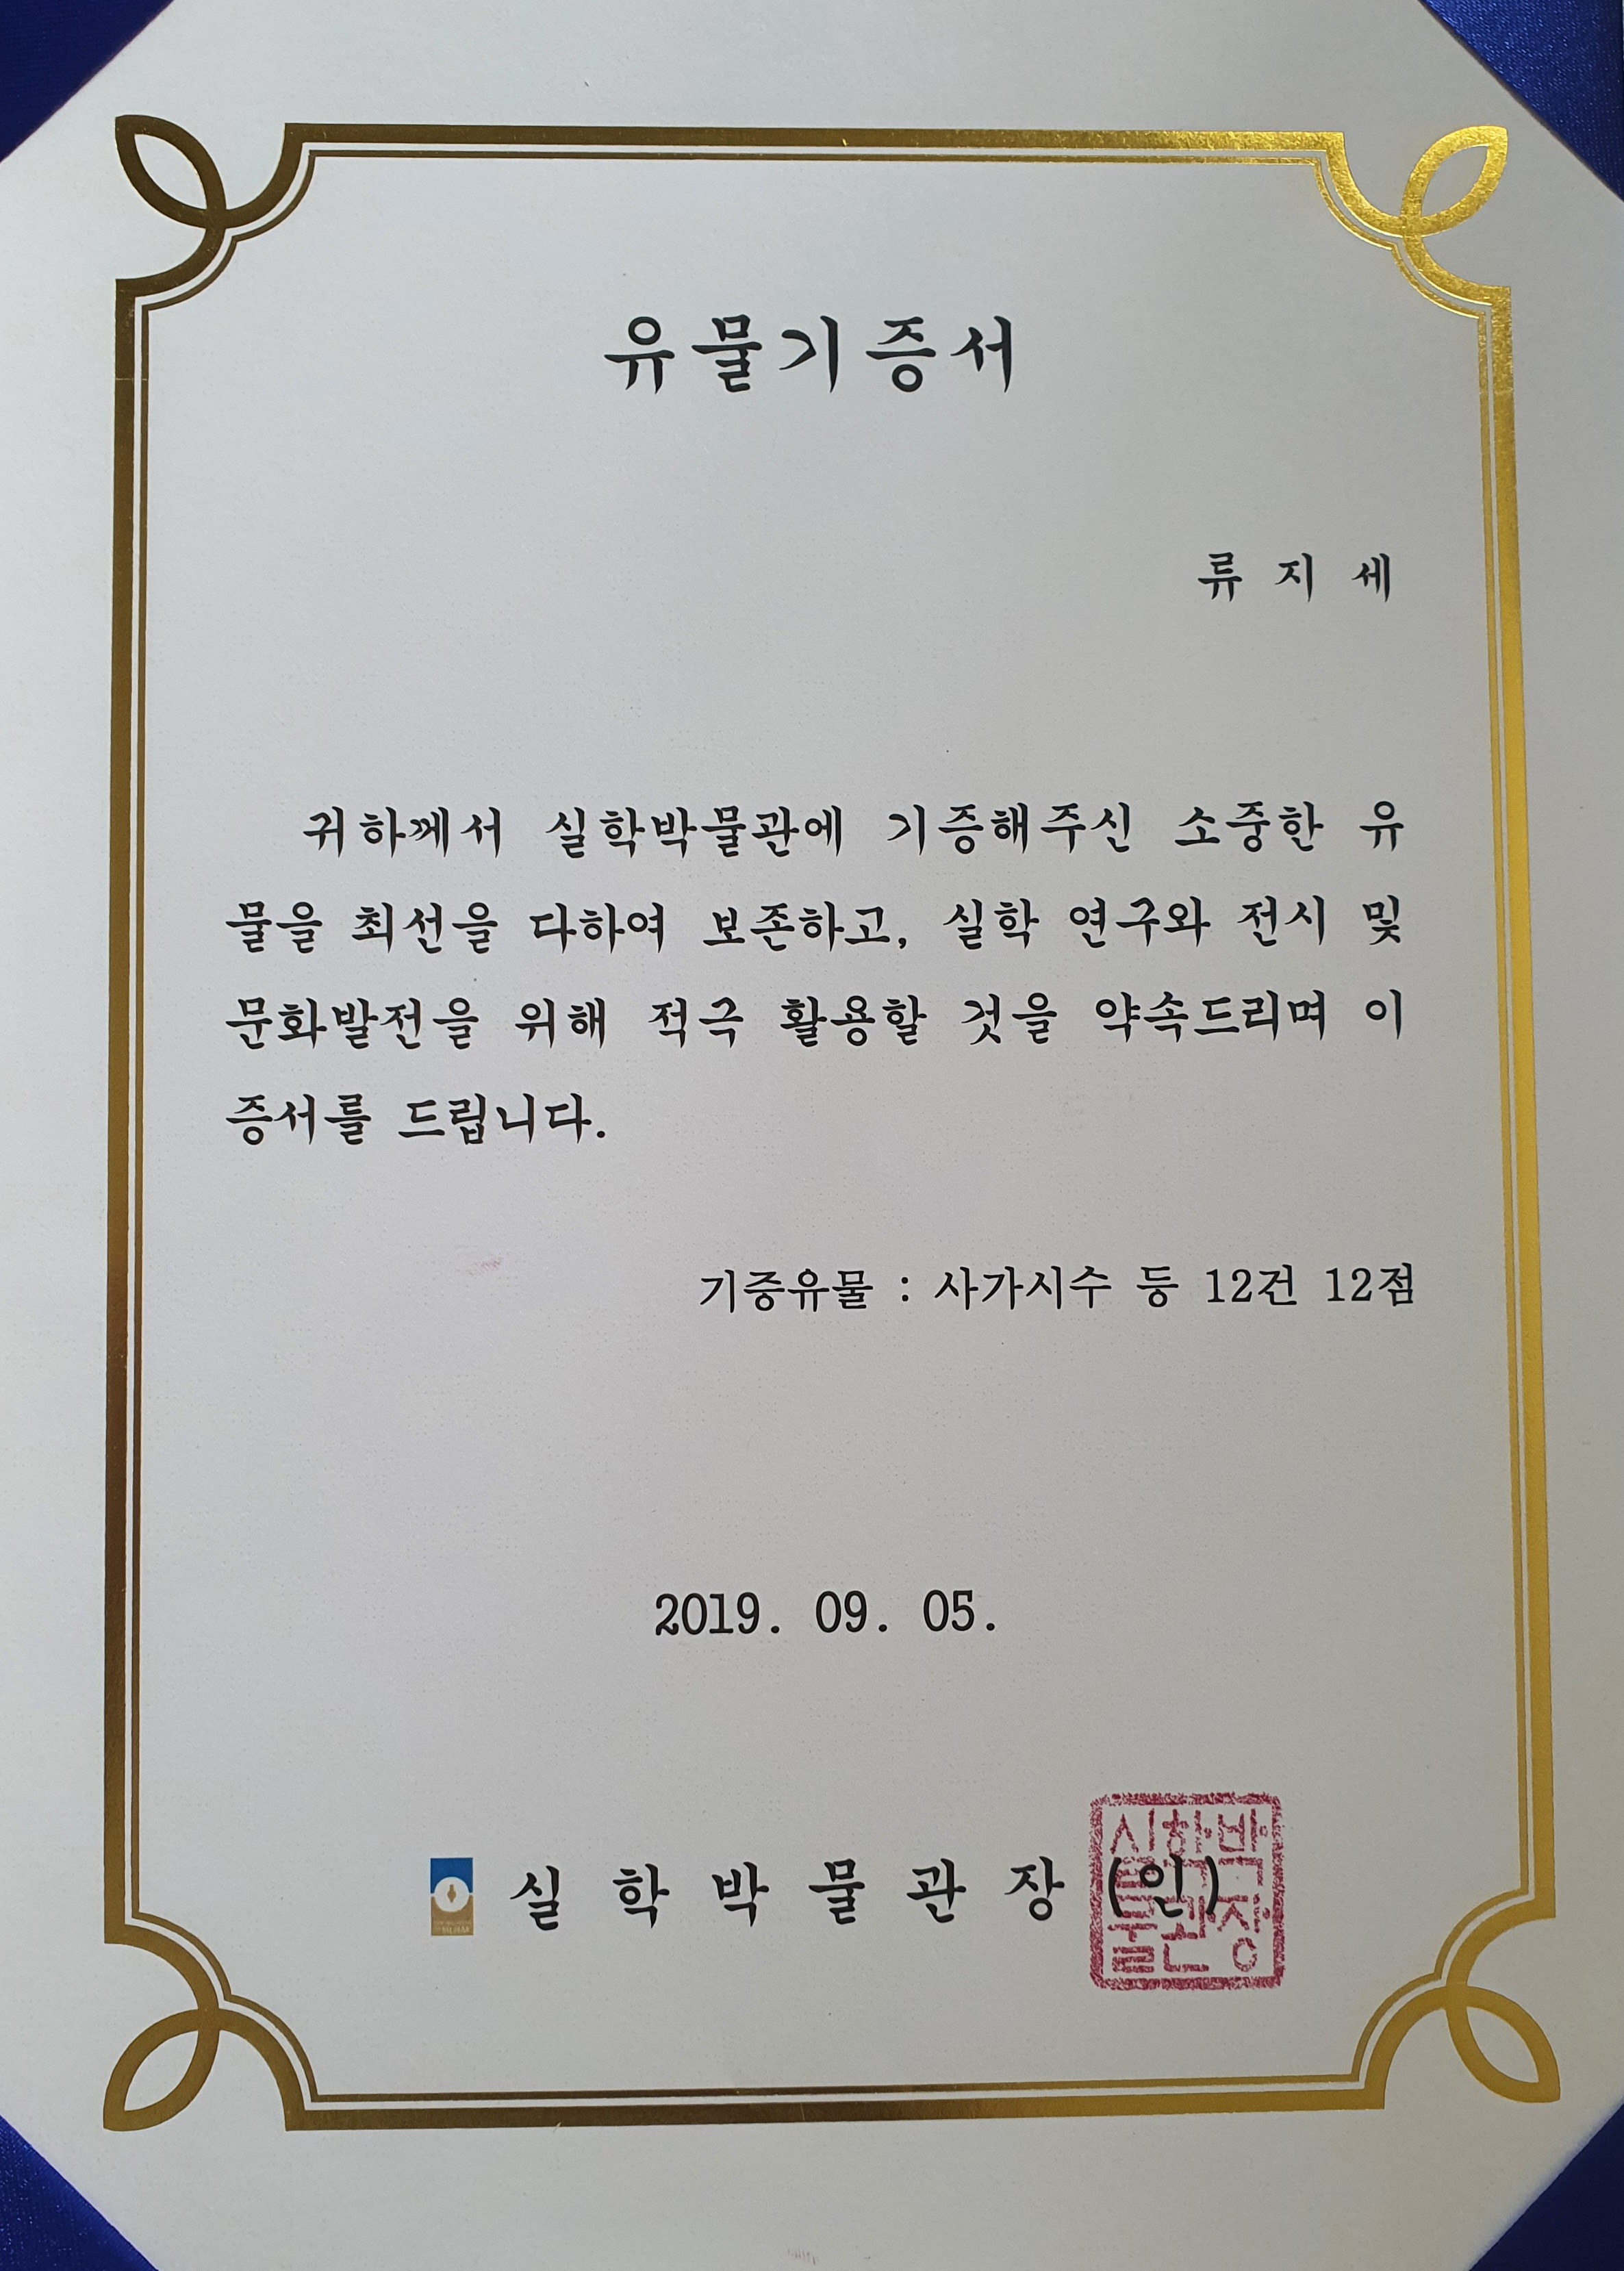 유물기증서
류 지 세
귀하께서 실학박물관에 기증해주신 소중한 유
물을 최선을 다하여 보존하고, 실학 연구와 전시 및
문화발전을 위해 적극 활용할 것을 약속드리며 이
증서를 드립니다.
기증유물 : 사가시수 등 12건 12점
2019. 09. 05.
실 학 박 물 관 장 (인)
실학박
물관장